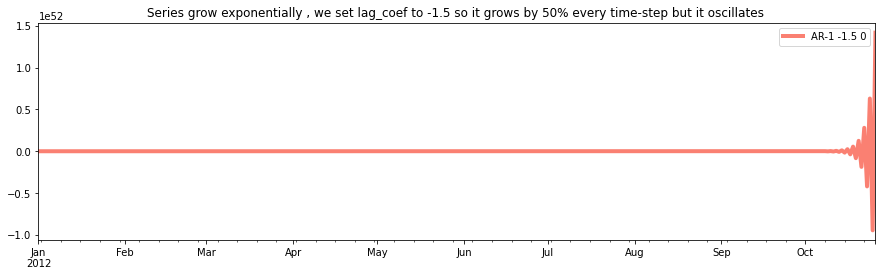 Series grow exponentially , we set lag_coef to -1.5 so it grows by 50% every time-step but it oscillates
1e52
AR-1 -1.5 0
1.5
1.0
0.5
0.0
−0.5
−1.0
Jan Feb Mar Apr May Jun Jul Aug Sep Oct
2012